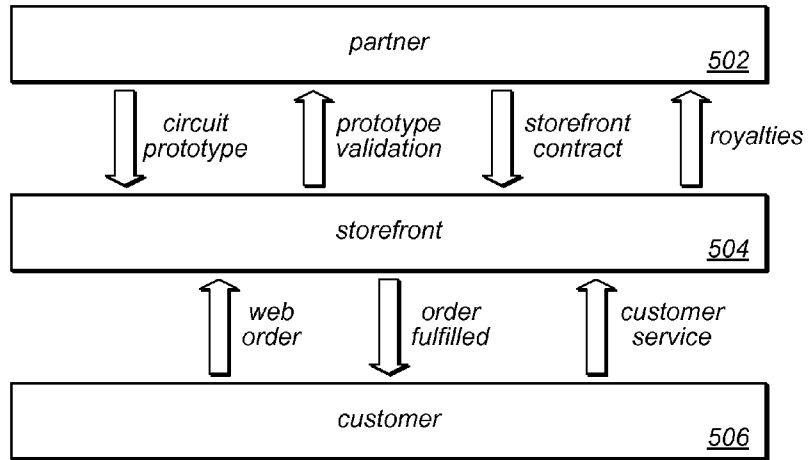 partner
502
circuit
prototype
prototype
validation
storefront
contract
royalties
storefront
504
web
order
order
fulfilled
customer
service
customer
506